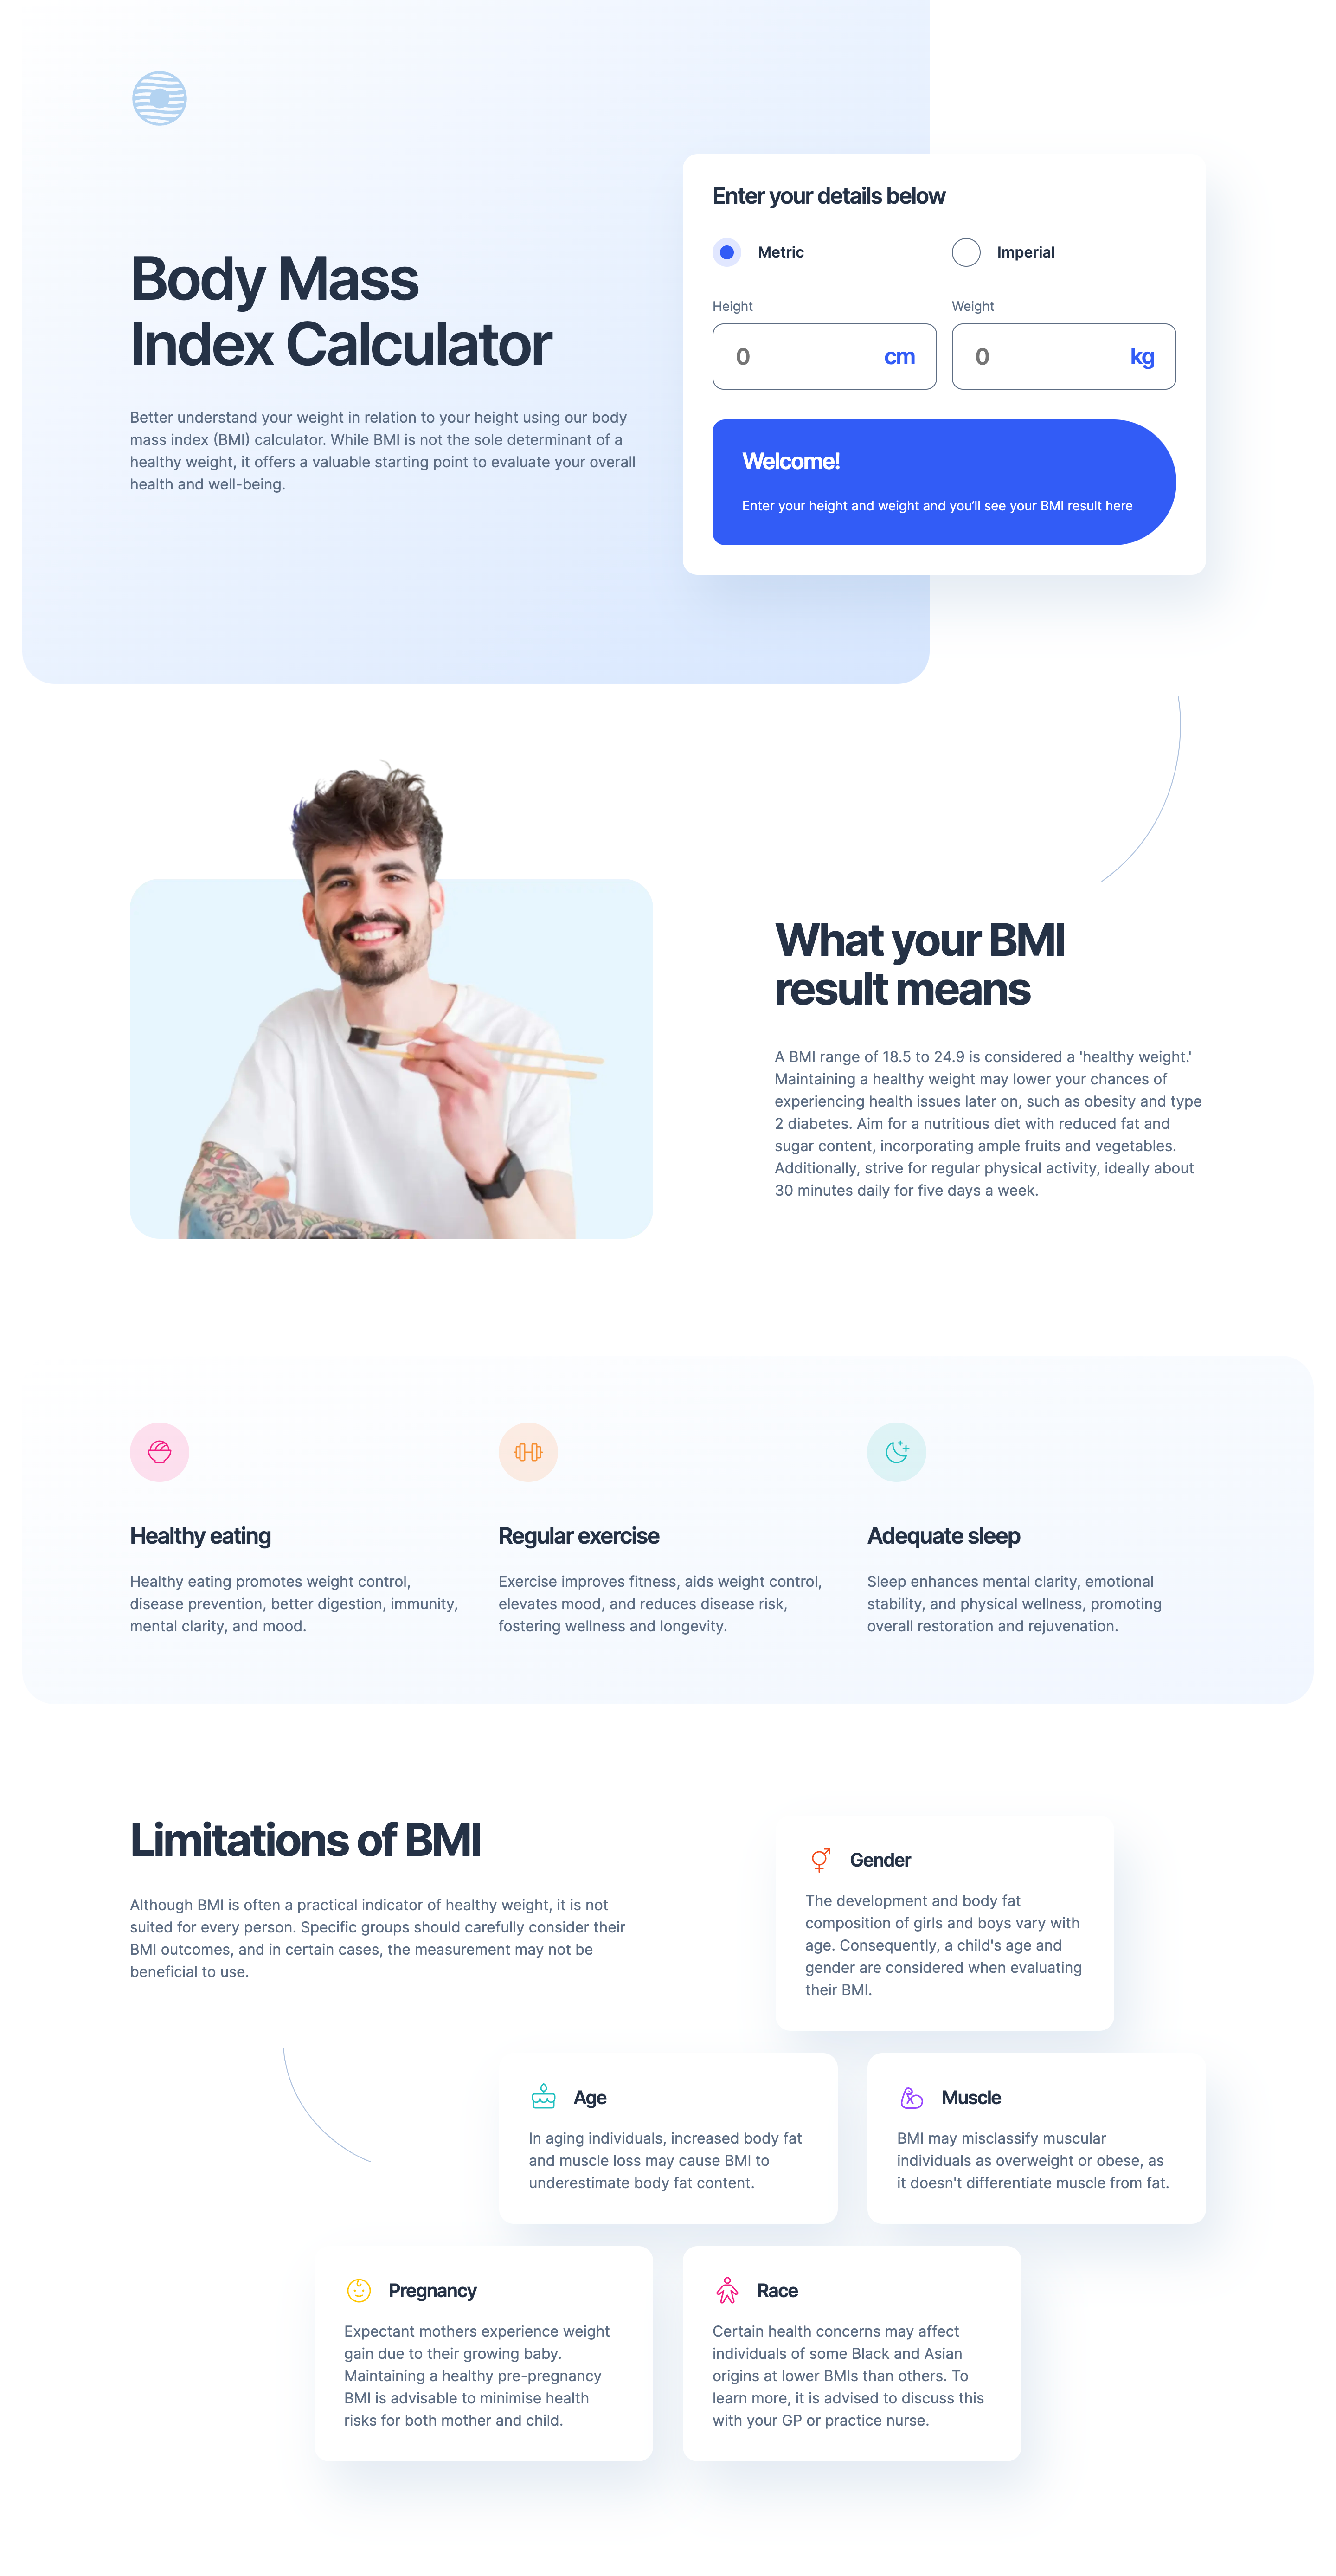 Body Mass
Index Calculator
Better understand your weight in relation to your height using our body
mass index (BMI) calculator. While BMI is not the sole determinant of a
healthy weight, it offers a valuable starting point to evaluate your overall
health and well-being.
Enter your details below
Metric
Imperial
Height
Weight
0 cm
0 kg
Welcome!
Enter your height and weight and you’ll see your BMI result here
What your BMI
result means
A BMI range of 18.5 to 24.9 is considered a 'healthy weight.'
Maintaining a healthy weight may lower your chances of
experiencing health issues later on, such as obesity and type
2 diabetes. Aim for a nutritious diet with reduced fat and
sugar content, incorporating ample fruits and vegetables.
Additionally, strive for regular physical activity, ideally about
30 minutes daily for five days a week.
Healthy eating
Healthy eating promotes weight control,
disease prevention, better digestion, immunity,
mental clarity, and mood.
Regular exercise
Exercise improves fitness, aids weight control,
elevates mood, and reduces disease risk,
fostering wellness and longevity.
Adequate sleep
Sleep enhances mental clarity, emotional
stability, and physical wellness, promoting
overall restoration and rejuvenation.
Limitations of BMI
Although BMI is often a practical indicator of healthy weight, it is not
suited for every person. Specific groups should carefully consider their
BMI outcomes, and in certain cases, the measurement may not be
beneficial to use.
Gender
The development and body fat
composition of girls and boys vary with
age. Consequently, a child's age and
gender are considered when evaluating
their BMI.
Age
In aging individuals, increased body fat
and muscle loss may cause BMI to
underestimate body fat content.
Muscle
BMI may misclassify muscular
individuals as overweight or obese, as
it doesn't differentiate muscle from fat.
Pregnancy
Expectant mothers experience weight
gain due to their growing baby.
Maintaining a healthy pre-pregnancy
BMI is advisable to minimise health
risks for both mother and child.
Race
Certain health concerns may affect
individuals of some Black and Asian
origins at lower BMIs than others. To
learn more, it is advised to discuss this
with your GP or practice nurse.